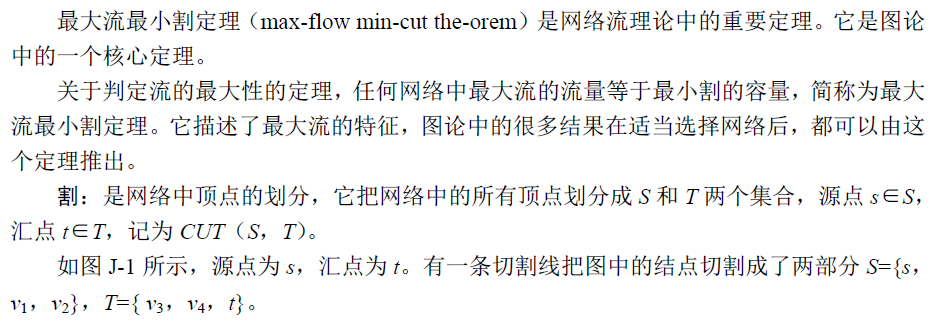 最大流最小割定理（max-flow min-cut the-orem）是网络流理论中的重要定理。它是图论
中的一个核心定理。
关于判定流的最大性的定理，任何网络中最大流的流量等于最小割的容量，简称为最大
流最小割定理。它描述了最大流的特征，图论中的很多结果在适当选择网络后，都可以由这
个定理推出。
割：是网络中顶点的划分，它把网络中的所有顶点划分成 S 和 T 两个集合，源点 s∈S，
汇点 t∈T，记为 CUT（S，T）。
如图 J-1 所示，源点为 s，汇点为 t。有一条切割线把图中的结点切割成了两部分 S={s，
v₁，v₂}，T={ v₃，v₄，t}。